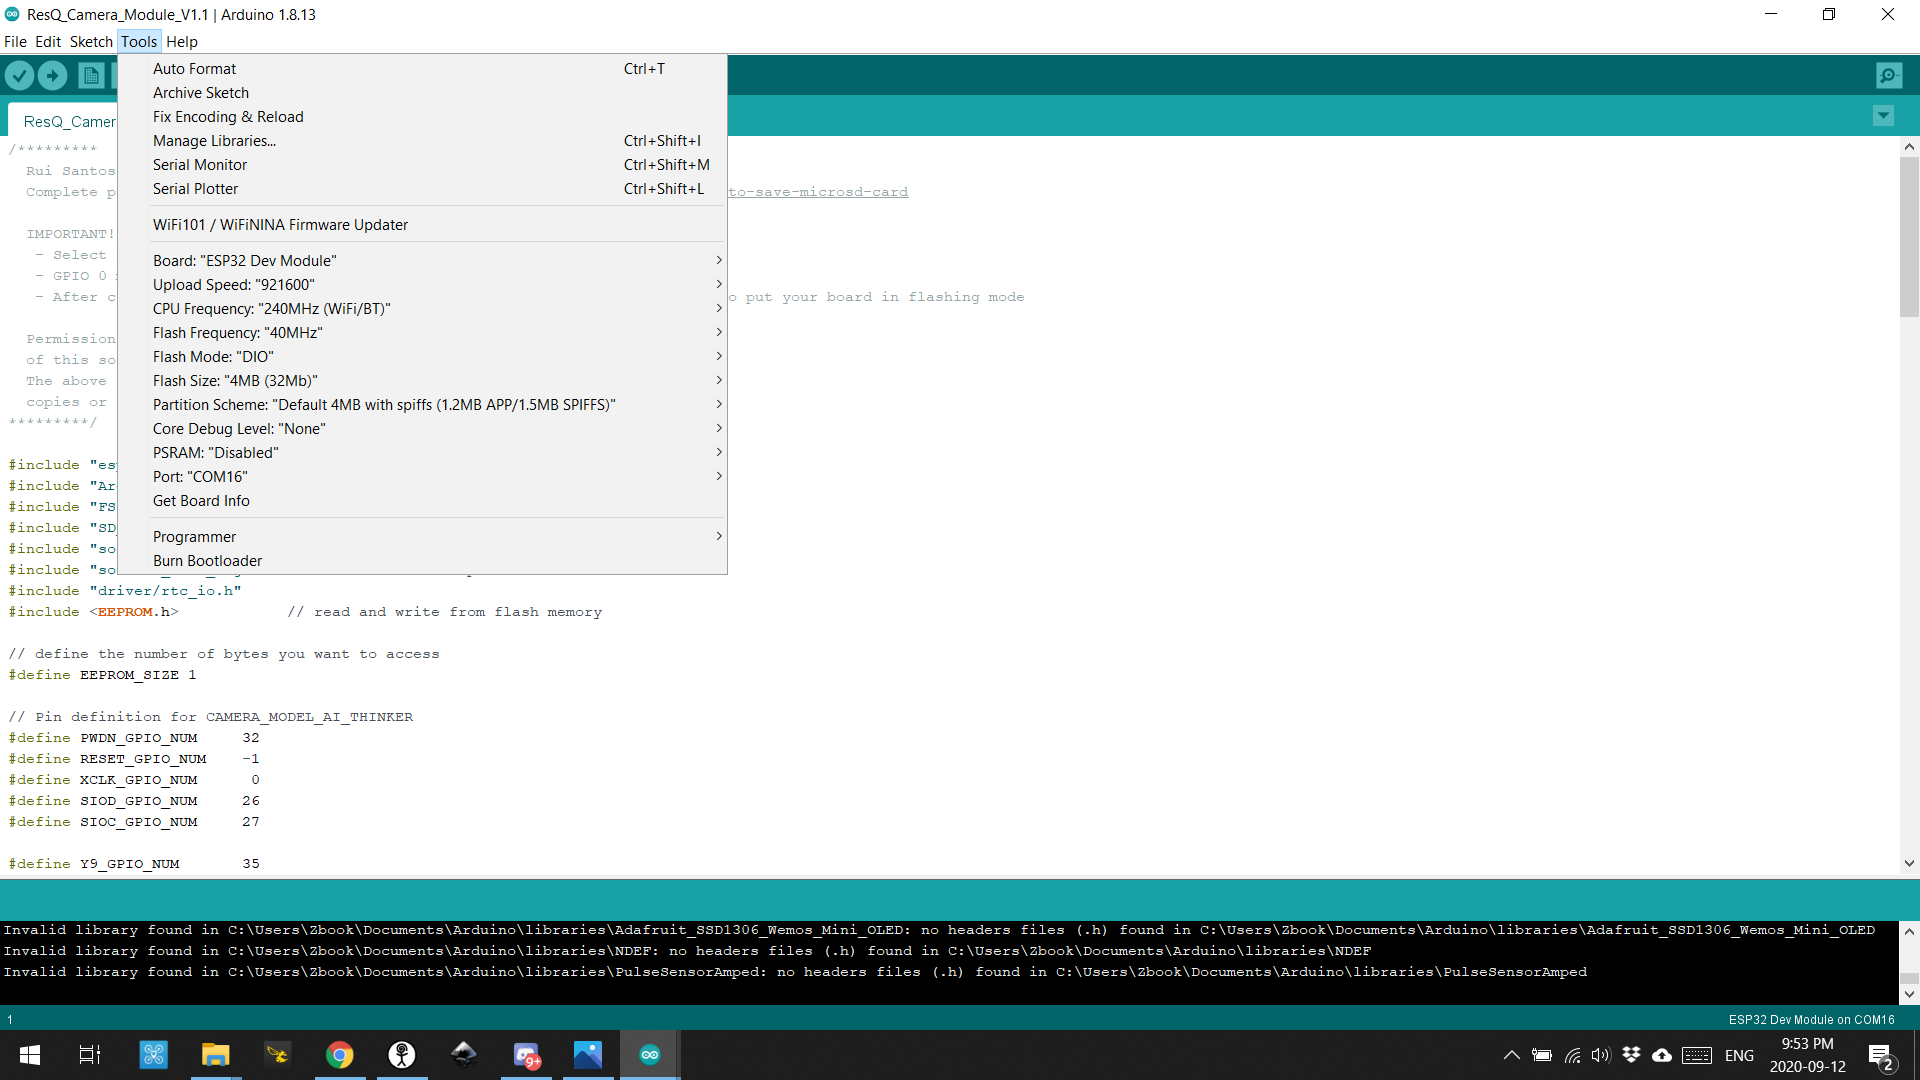 ResQ_Camera_Module_V1.1 | Arduino 1.8.13
File Edit Sketch Tools Help
Auto Format Ctrl+T
Archive Sketch
Fix Encoding & Reload
Manage Libraries... Ctrl+Shift+I
Serial Monitor Ctrl+Shift+M
Serial Plotter Ctrl+Shift+L
WiFi101 / WiFiNINA Firmware Updater
Board: "ESP32 Dev Module"
Upload Speed: "921600"
CPU Frequency: "240MHz (WiFi/BT)"
Flash Frequency: "40MHz"
Flash Mode: "DIO"
Flash Size: "4MB (32Mb)"
Partition Scheme: "Default 4MB with spiffs (1.2MB APP/1.5MB SPIFFS)"
Core Debug Level: "None"
PSRAM: "Disabled"
Port: "COM16"
Get Board Info
Programmer
Burn Bootloader
ResQ_Camer
/*********
Rui Santos
Complete p to-save-microsd-card
IMPORTANT!
- Select
- GPIO 0
- After c o put your board in flashing mode
Permission
of this so
The above
copies or
*********/
#include "es
#include "Ar
#include "FS
#include "SD
#include "so
#include "so
#include "driver/rtc_io.h"
#include <EEPROM.h> // read and write from flash memory
// define the number of bytes you want to access
#define EEPROM_SIZE 1
// Pin definition for CAMERA_MODEL_AI_THINKER
#define PWDN_GPIO_NUM 32
#define RESET_GPIO_NUM -1
#define XCLK_GPIO_NUM 0
#define SIOD_GPIO_NUM 26
#define SIOC_GPIO_NUM 27
#define Y9_GPIO_NUM 35
Invalid library found in C:\Users\Zbook\Documents\Arduino\libraries\Adafruit_SSD1306_Wemos_Mini_OLED: no headers files (.h) found in C:\Users\Zbook\Documents\Arduino\libraries\Adafruit_SSD1306_Wemos_Mini_OLED
Invalid library found in C:\Users\Zbook\Documents\Arduino\libraries\NDEF: no headers files (.h) found in C:\Users\Zbook\Documents\Arduino\libraries\NDEF
Invalid library found in C:\Users\Zbook\Documents\Arduino\libraries\PulseSensorAmped: no headers files (.h) found in C:\Users\Zbook\Documents\Arduino\libraries\PulseSensorAmped
1 ESP32 Dev Module on COM16
9+
ENG
9:53 PM
2020-09-12
2